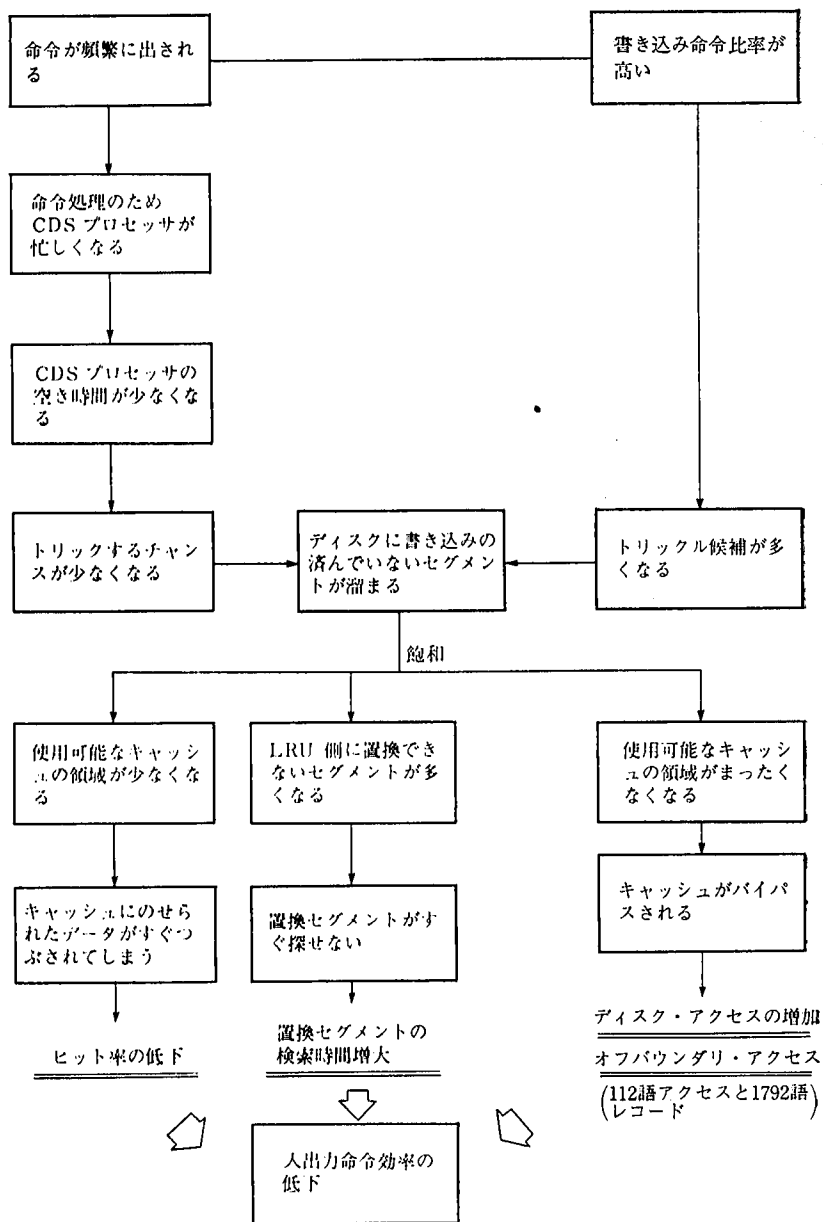 命令が頻繁に出され
る
書き込み命令比率が
高い
命令処理のため
CDS プロセッサが
忙しくなる
CDS プロセッサの
空き時間が少なくな
る
トリックするチャン
スが少なくなる
ディスクに書き込みの
済んでいないセグメン
トが溜まる
トリックル候補が多
くなる
飽和
使用可能なキャッシ
ュの領域が少なくな
る
LRU 側に置換でき
ないセグメントが多
くなる
使用可能なキャッシ
ュの領域がまったく
なくなる
キャッシュにのせら
れたデータがすぐつ
ぶされてしまう
置換セグメントがす
ぐ探せない
キャッシュがバイパ
スされる
ヒット率の低下
置換セグメントの
検索時間増大
ディスク・アクセスの増加
オフバウンダリ・アクセス
(112語アクセスと1792語
レコード)
入出力命令効率の
低下